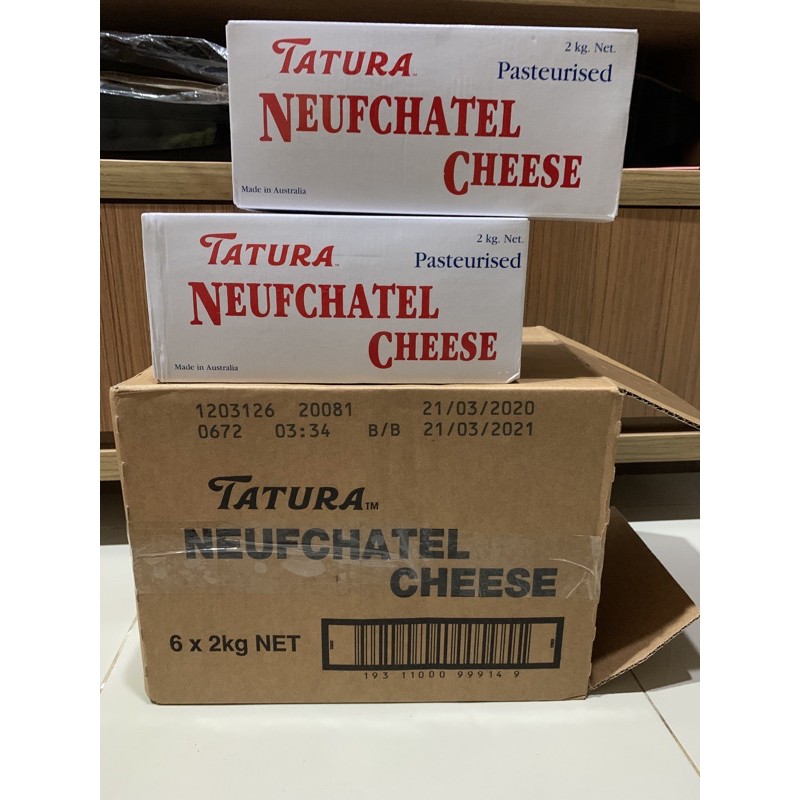 TATURA™
2 kg. Net.
Pasteurised
NEUFCHATEL
CHEESE
Made in Australia
TATURA™
2 kg. Net.
Pasteurised
NEUFCHATEL
CHEESE
Made in Australia
1203126 20081 21/03/2020
0672 03:34 B/B 21/03/2021
TATURA™
NEUFCHATEL
CHEESE
6 x 2kg NET
193 11000 99914 9